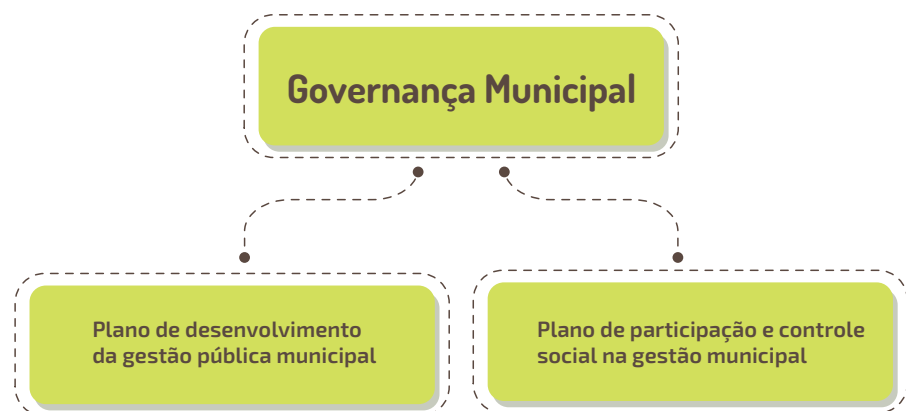 Governança Municipal
Plano de desenvolvimento
da gestão pública municipal
Plano de participação e controle
social na gestão municipal